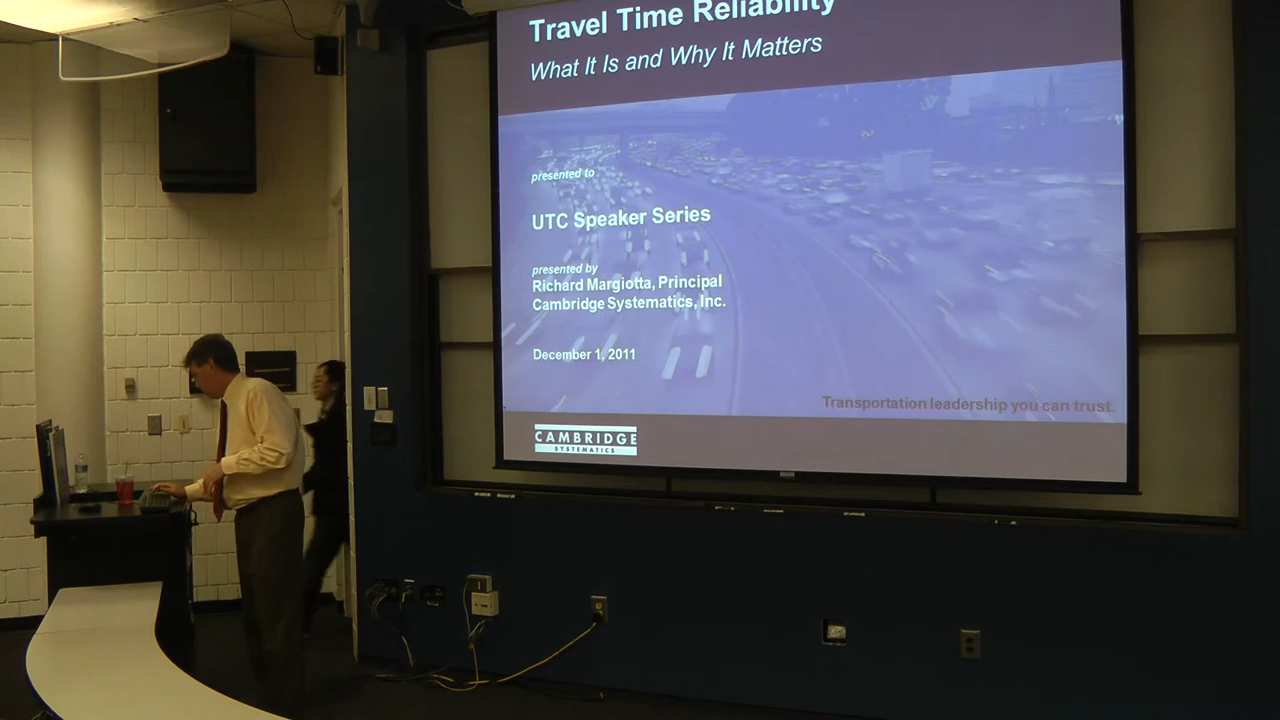 Travel Time Reliability
What It Is and Why It Matters
presented to
UTC Speaker Series
presented by
Richard Margiotta, Principal
Cambridge Systematics, Inc.
December 1, 2011
Transportation leadership you can trust.
CAMBRIDGE
SYSTEMATICS